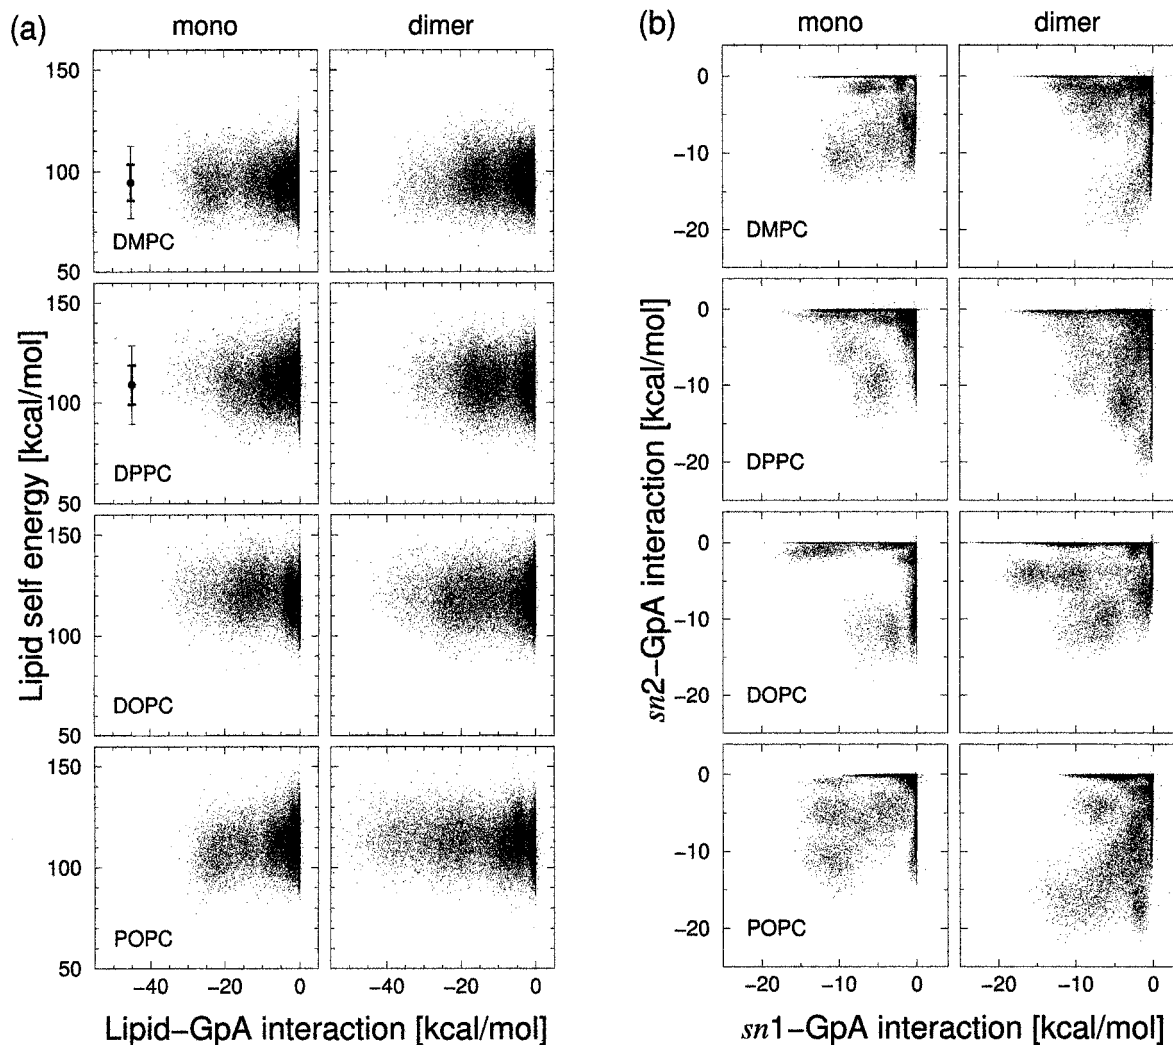 (a)
mono
dimer
Lipid self energy [kcal/mol]
150
100
50
DMPC
150
100
50
DPPC
150
100
50
DOPC
150
100
50
POPC
−40
−20
0
−40
−20
0
Lipid−GpA interaction [kcal/mol]
(b)
mono
dimer
sn2−GpA interaction [kcal/mol]
0
−10
−20
DMPC
0
−10
−20
DPPC
0
−10
−20
DOPC
0
−10
−20
POPC
−20
−10
0
−20
−10
0
sn1−GpA interaction [kcal/mol]